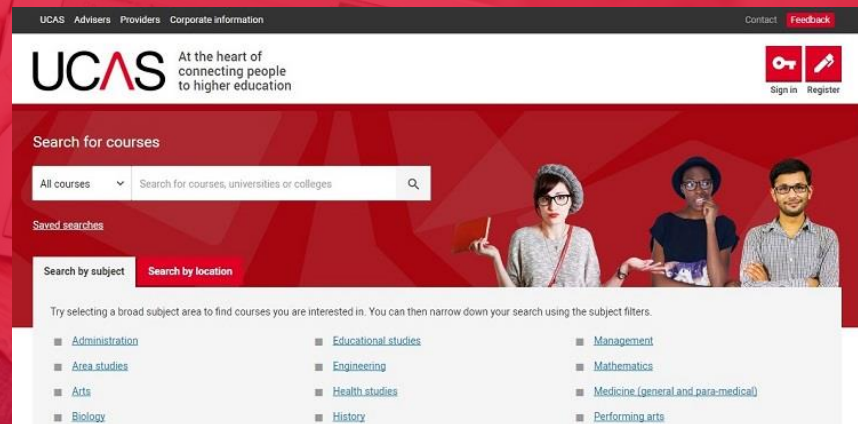 UCAS Advisers Providers Corporate information Contact Feedback
UCAS
At the heart of
connecting people
to higher education
Sign in Register
Search for courses
All courses Search for courses, universities or colleges
Saved searches
Search by subject Search by location
Try selecting a broad subject area to find courses you are interested in. You can then narrow down your search using the subject filters.
Administration Educational studies Management
Area studies Engineering Mathematics
Arts Health studies Medicine (general and para-medical)
Biology History Performing arts